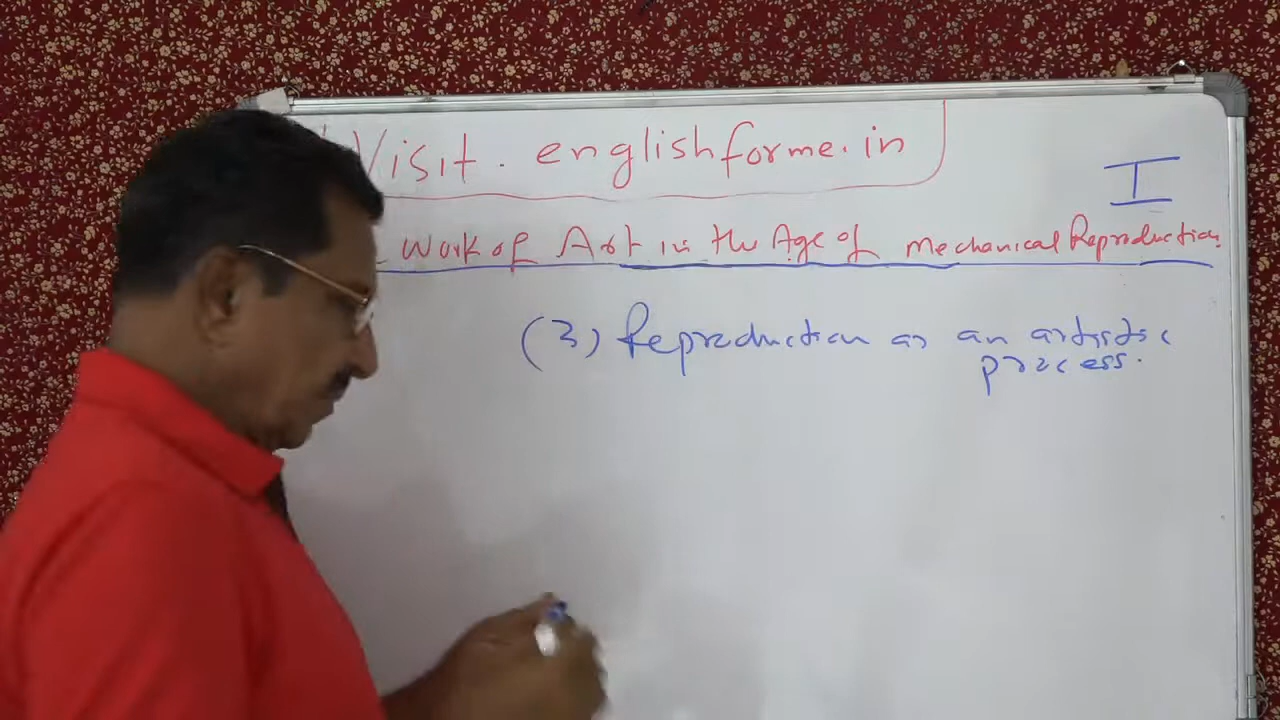 Visit. englishforme.in
I
Work of Art in the Age of Mechanical Reproduction
(3) Reproduction as an artistic
process.